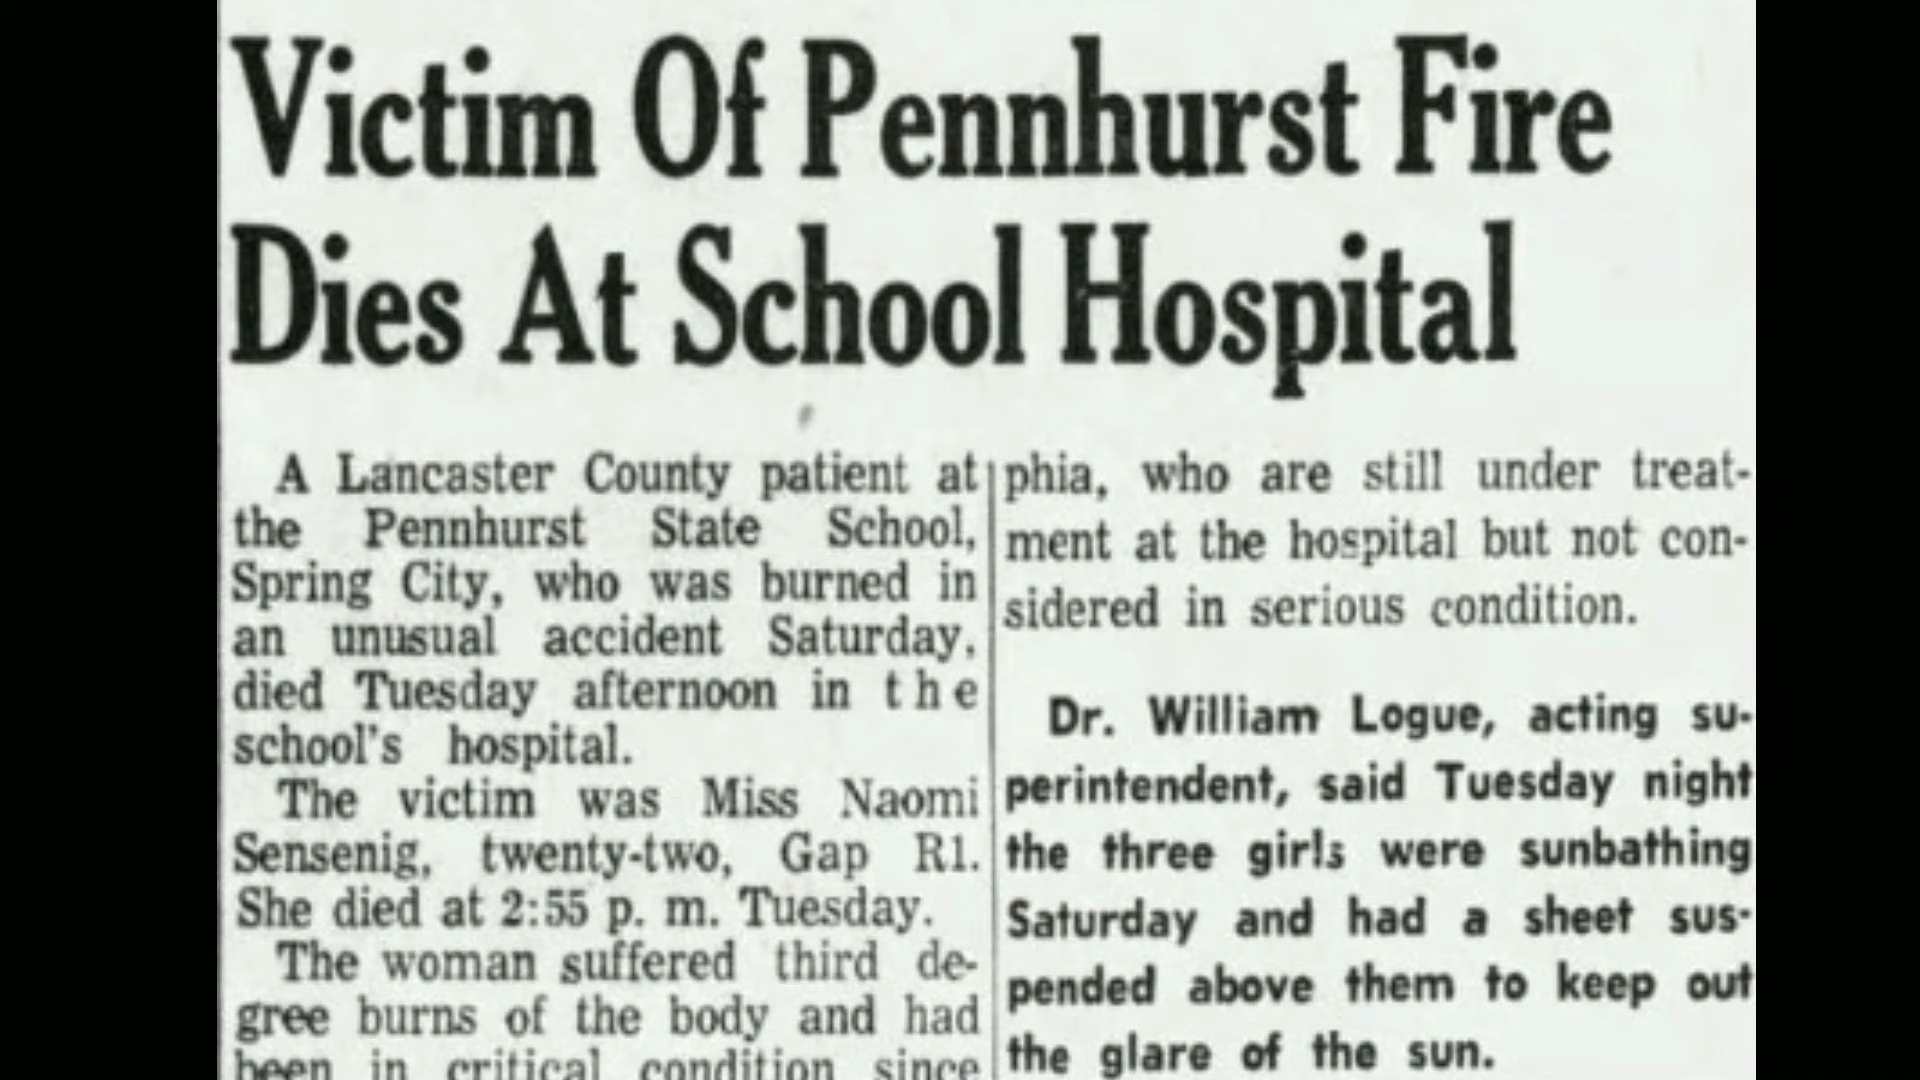 Victim Of Pennhurst Fire
Dies At School Hospital
A Lancaster County patient at
the Pennhurst State School,
Spring City, who was burned in
an unusual accident Saturday,
died Tuesday afternoon in the
school's hospital.
The victim was Miss Naomi
Sensenig, twenty-two, Gap R1.
She died at 2:55 p. m. Tuesday.
The woman suffered third de-
gree burns of the body and had
been in critical condition since
phia, who are still under treat-
ment at the hospital but not con-
sidered in serious condition.
Dr. William Logue, acting su-
perintendent, said Tuesday night
the three girls were sunbathing
Saturday and had a sheet sus-
pended above them to keep out
the glare of the sun.